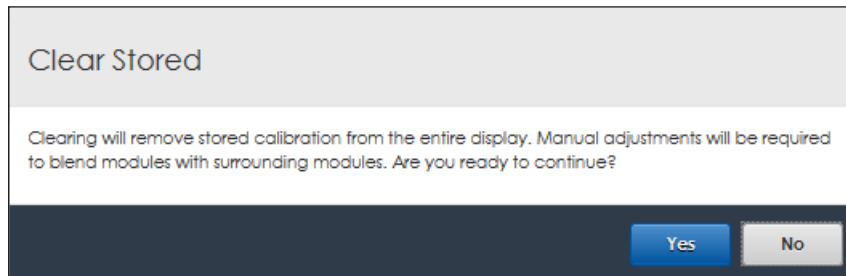 Clear Stored
Clearing will remove stored calibration from the entire display. Manual adjustments will be required
to blend modules with surrounding modules. Are you ready to continue?
Yes No